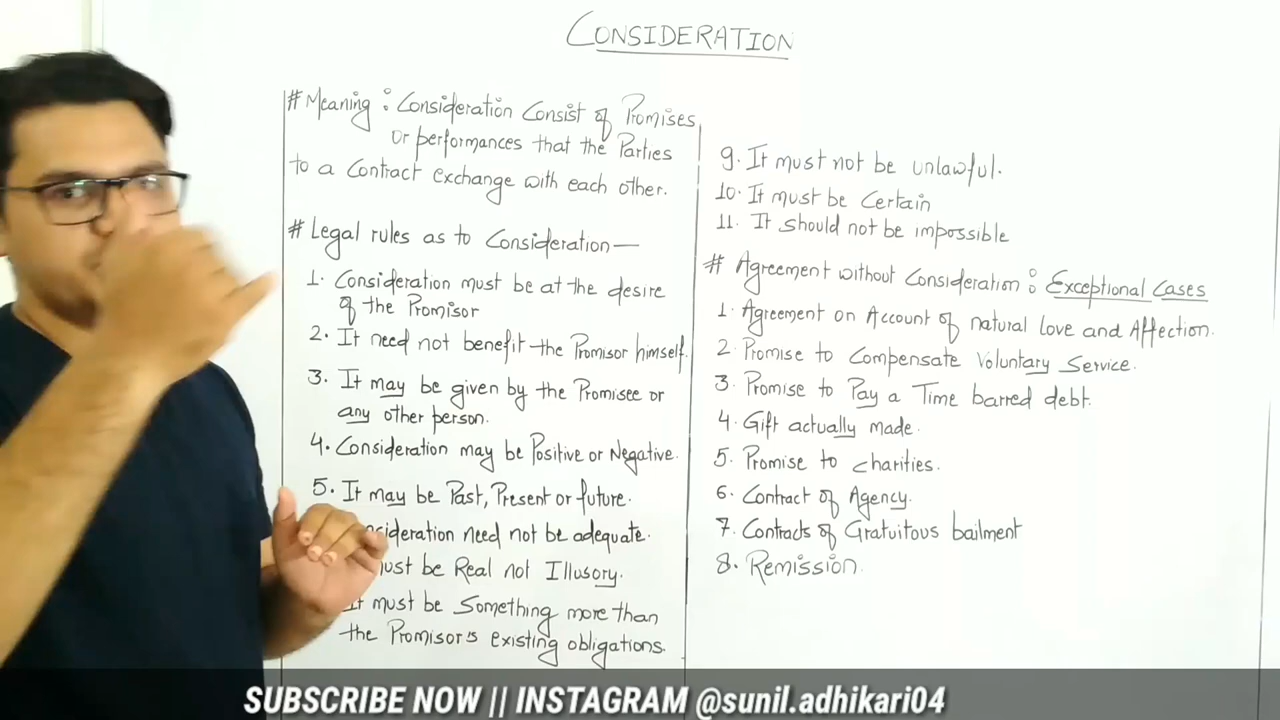 CONSIDERATION
# Meaning : Consideration Consist of Promises
or performances that the Parties
to a Contract exchange with each other.
# Legal rules as to Consideration—
1. Consideration must be at the desire
of the Promisor
2. It need not benefit the Promisor himself.
3. It may be given by the Promisee or
any other person.
4. Consideration may be Positive or Negative.
5. It may be Past, Present or future.
nsideration need not be adequate.
must be Real not Illusory.
It must be Something more than
the Promisor's existing obligations.
9. It must not be unlawful.
10. It must be Certain
11. It should not be impossible
# Agreement without Consideration : Exceptional Cases
1. Agreement on Account of natural love and Affection.
2. Promise to Compensate Voluntary Service.
3. Promise to Pay a Time barred debt.
4. Gift actually made.
5. Promise to charities.
6. Contract of Agency.
7. Contracts of Gratuitous bailment
8. Remission.
SUBSCRIBE NOW || INSTAGRAM @sunil.adhikari04